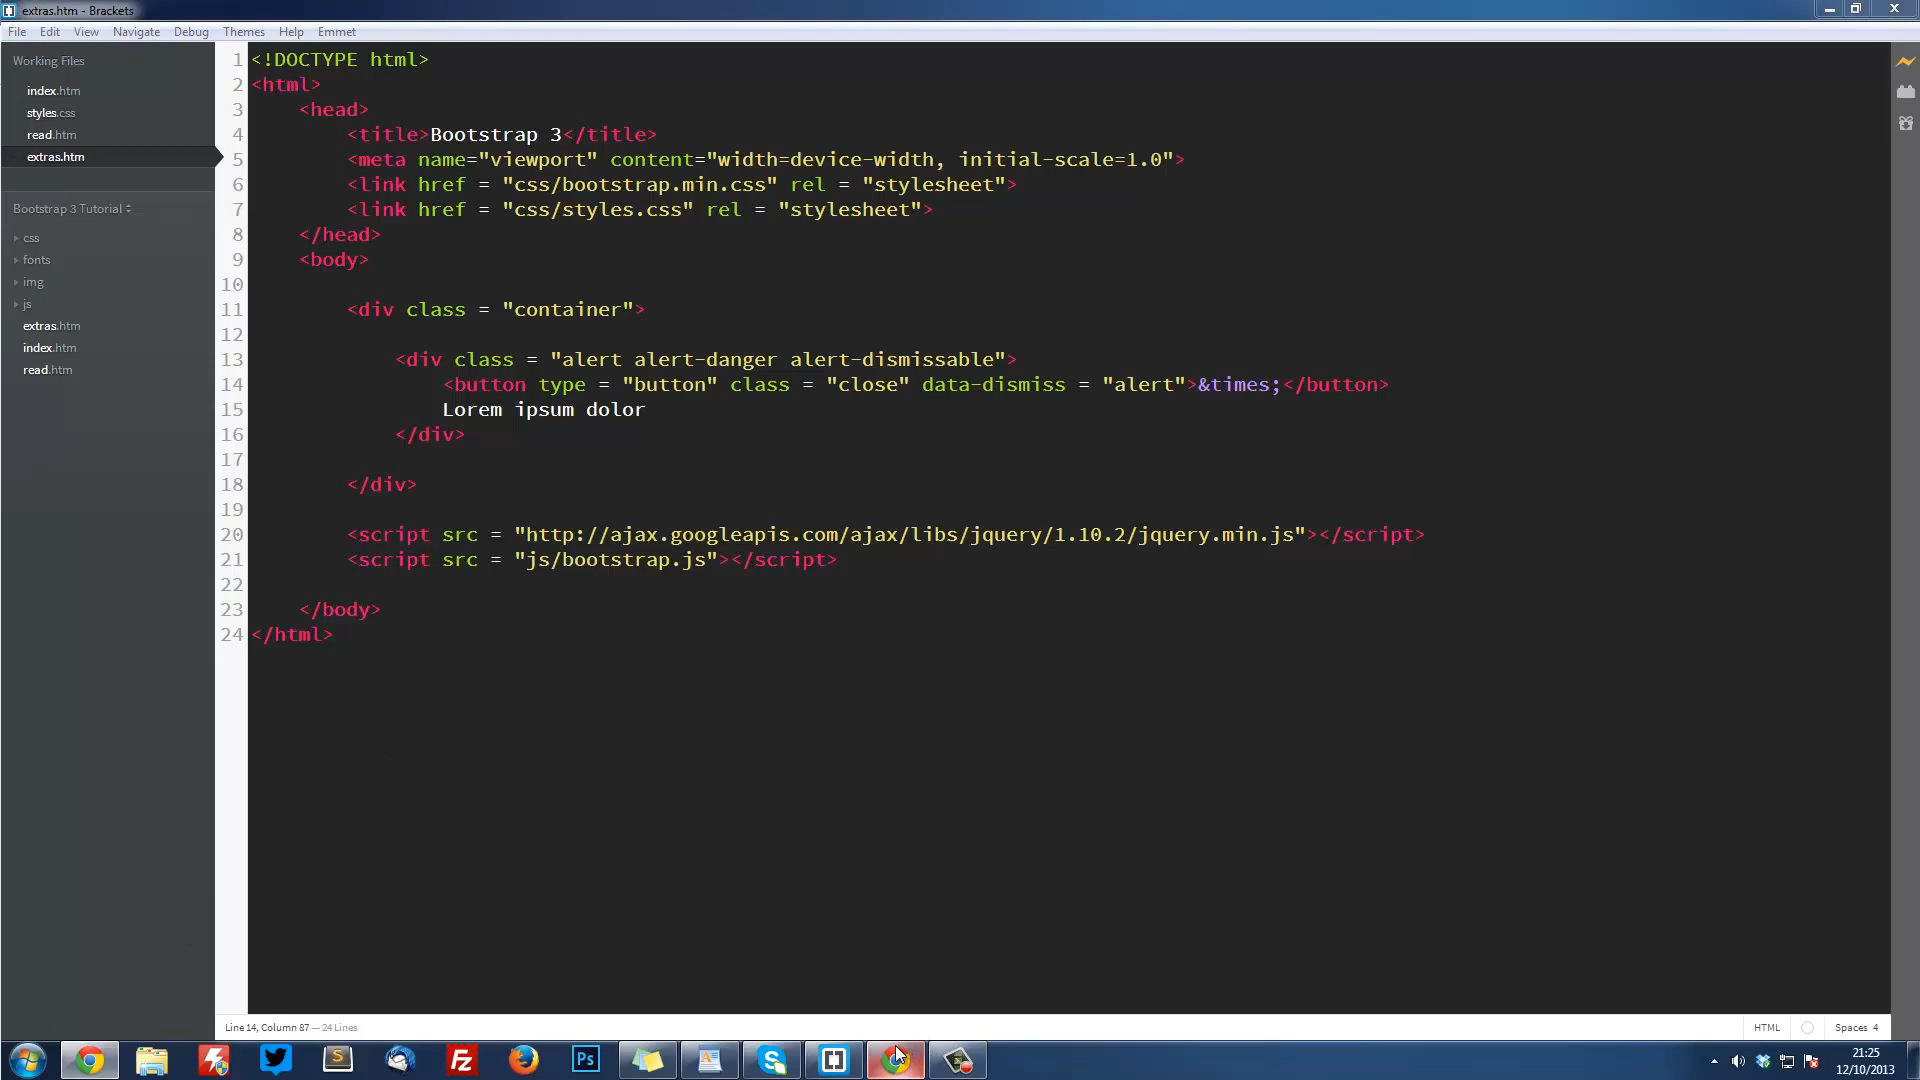 extras.htm - Brackets
File Edit View Navigate Debug Themes Help Emmet
Working Files
index.htm
styles.css
read.htm
extras.htm
Bootstrap 3 Tutorial
css
fonts
img
js
extras.htm
index.htm
read.htm
1 <!DOCTYPE html>
2 <html>
3 <head>
4 <title>Bootstrap 3</title>
5 <meta name="viewport" content="width=device-width, initial-scale=1.0">
6 <link href = "css/bootstrap.min.css" rel = "stylesheet">
7 <link href = "css/styles.css" rel = "stylesheet">
8 </head>
9 <body>
10
11 <div class = "container">
12
13 <div class = "alert alert-danger alert-dismissable">
14 <button type = "button" class = "close" data-dismiss = "alert">&times;</button>
15 Lorem ipsum dolor
16 </div>
17
18 </div>
19
20 <script src = "http://ajax.googleapis.com/ajax/libs/jquery/1.10.2/jquery.min.js"></script>
21 <script src = "js/bootstrap.js"></script>
22
23 </body>
24 </html>
Line 14, Column 87 — 24 Lines
HTML
Spaces 4
Ps
21:25
12/10/2013